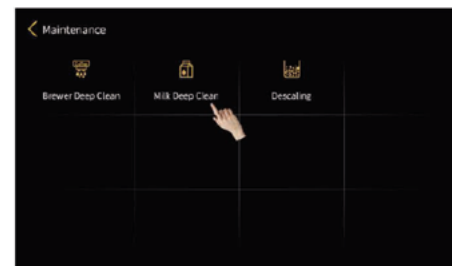 Maintenance
Brewer Deep Clean
Milk Deep Clean
Descaling